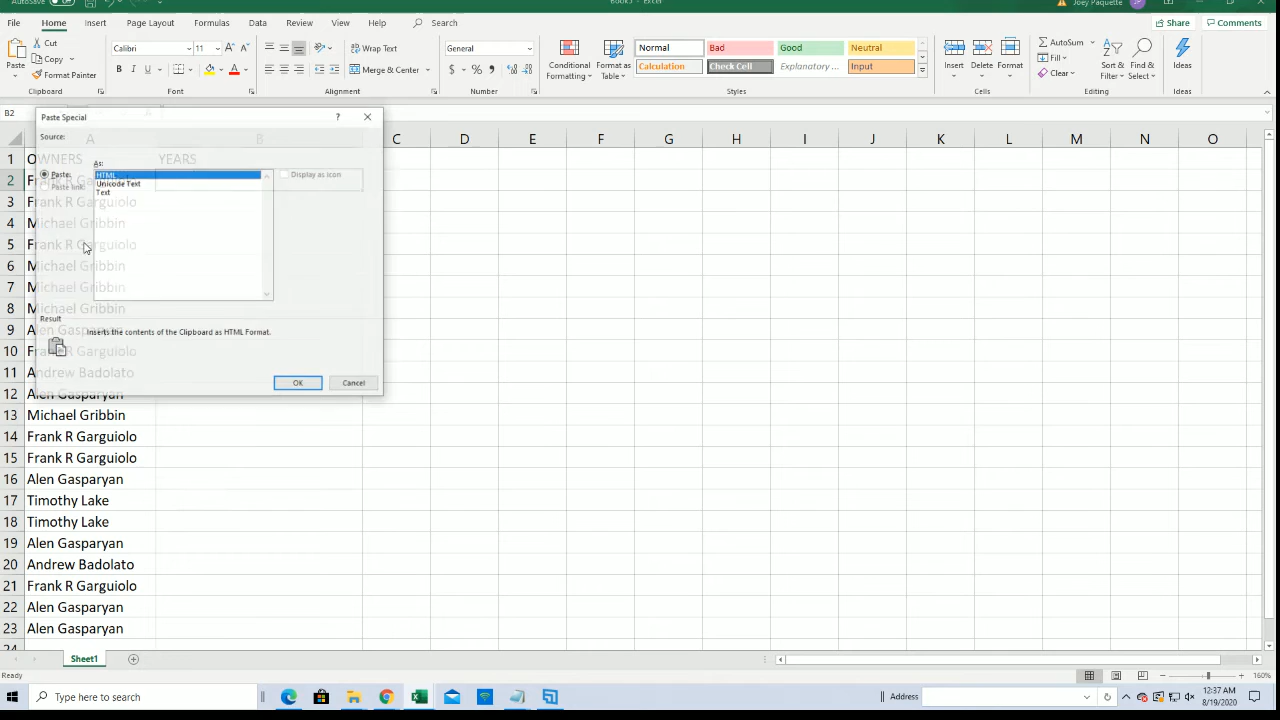 Book3 - Excel
Joey Paquette
File Home Insert Page Layout Formulas Data Review View Help Search
Share Comments
Paste Cut Copy Format Painter Clipboard
Calibri 11 B I U A A Font
Wrap Text Merge & Center Alignment
General $ % , Number
Conditional Formatting Format as Table
Normal Bad Good Neutral
Calculation Check Cell Explanatory ... Input
Styles
Insert Delete Format Cells
AutoSum Fill Clear Sort & Filter Find & Select Editing
Ideas Ideas
B2
Paste Special ? 
Source:
As:
Paste:
Paste link:
HTML
Unicode Text
Text
Display as icon
Result
Inserts the contents of the Clipboard as HTML Format.
OK Cancel
A B C D E F G H I J K L M N O
1 OWNERS YEARS
2 Frank R Garguiolo
3 Frank R Garguiolo
4 Michael Gribbin
5 Frank R Garguiolo
6 Michael Gribbin
7 Michael Gribbin
8 Michael Gribbin
9 Alen Gasparyan
10 Frank R Garguiolo
11 Andrew Badolato
12 Alen Gasparyan
13 Michael Gribbin
14 Frank R Garguiolo
15 Frank R Garguiolo
16 Alen Gasparyan
17 Timothy Lake
18 Timothy Lake
19 Alen Gasparyan
20 Andrew Badolato
21 Frank R Garguiolo
22 Alen Gasparyan
23 Alen Gasparyan
24
Sheet1
Ready
160%
Type here to search
Address
12:37 AM
8/19/2020